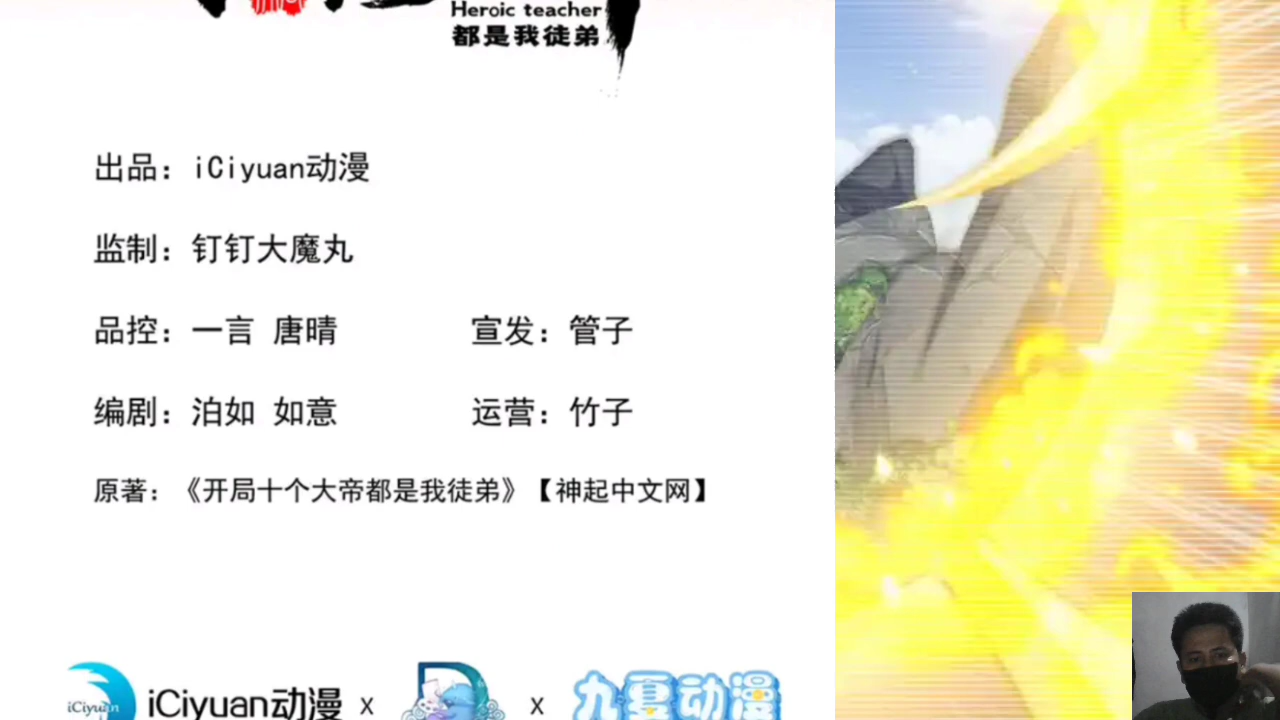 Heroic teacher
都是我徒弟
出品：iCiyuan动漫
监制：钉钉大魔丸
品控：一言 唐晴 宣发：管子
编剧：泊如 如意 运营：竹子
原著：《开局十个大帝都是我徒弟》【神起中文网】
iCiyuan iCiyuan动漫 x x 九夏动漫